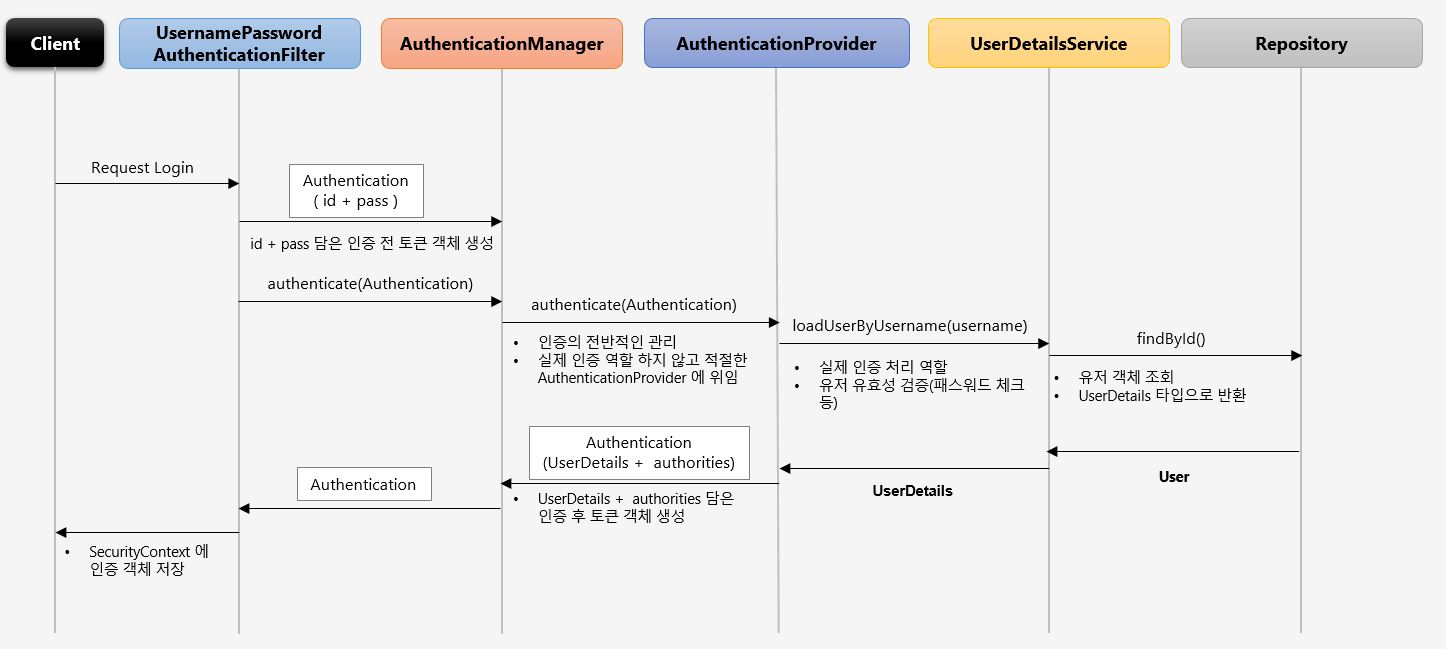 Client
UsernamePassword
AuthenticationFilter
AuthenticationManager
AuthenticationProvider
UserDetailsService
Repository
Request Login
Authentication
( id + pass )
id + pass 담은 인증 전 토큰 객체 생성
authenticate(Authentication)
authenticate(Authentication)
• 인증의 전반적인 관리
• 실제 인증 역할 하지 않고 적절한
AuthenticationProvider 에 위임
loadUserByUsername(username)
• 실제 인증 처리 역할
• 유저 유효성 검증(패스워드 체크
등)
findById()
• 유저 객체 조회
• UserDetails 타입으로 반환
User
UserDetails
Authentication
(UserDetails + authorities)
• UserDetails + authorities 담은
인증 후 토큰 객체 생성
Authentication
• SecurityContext 에
인증 객체 저장